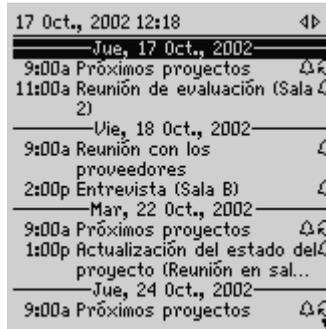 17 Oct., 2002 12:18
Jue, 17 Oct., 2002
9:00a Próximos proyectos
11:00a Reunión de evaluación (Sala
2)
Vie, 18 Oct., 2002
9:00a Reunión con los
proveedores
2:00p Entrevista (Sala B)
Mar, 22 Oct., 2002
9:00a Próximos proyectos
1:00p Actualización del estado del
proyecto (Reunión en sal...
Jue, 24 Oct., 2002
9:00a Próximos proyectos